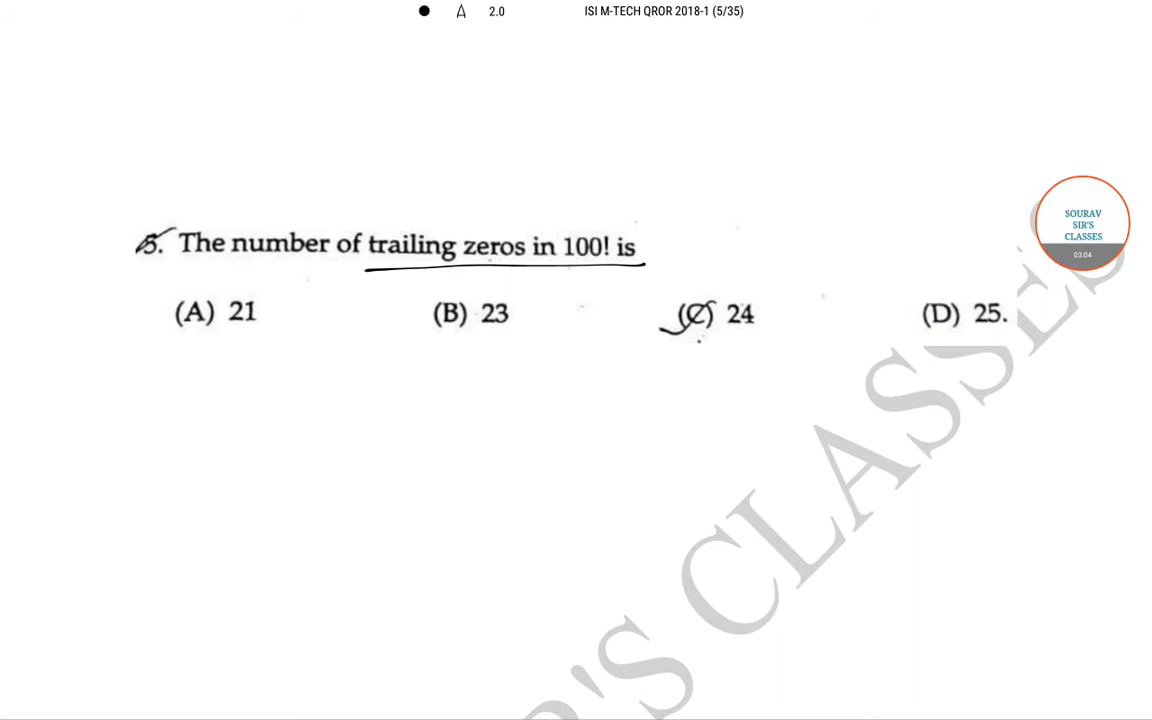 2.0 ISI M-TECH QROR 2018-1 (5/35)
SOURAV
SIR'S
CLASSES
03:04
5. The number of trailing zeros in 100! is
(A) 21 (B) 23 (C) 24 (D) 25.
R'S CLASSES